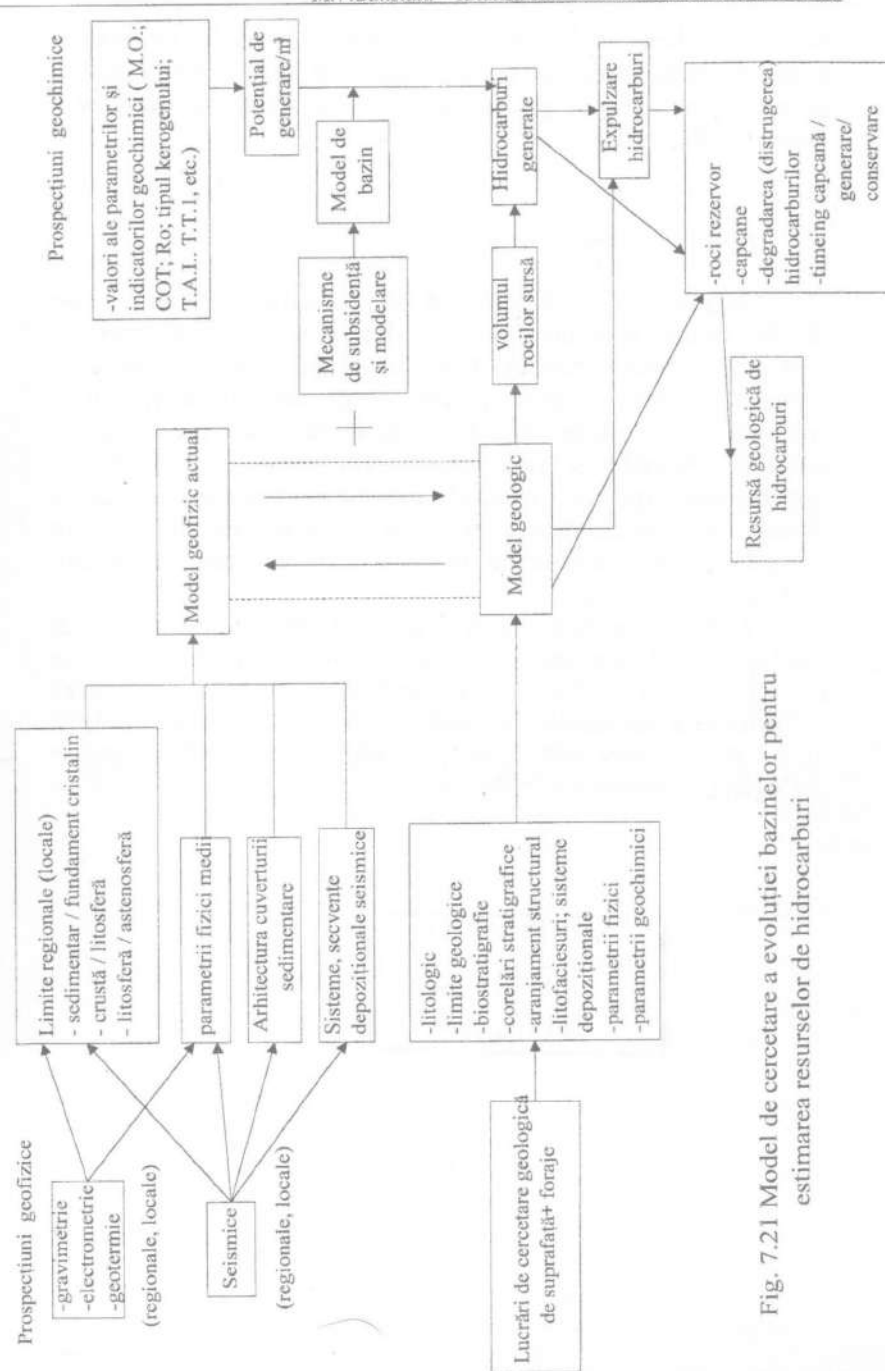 Prospecțiuni geofizice
-gravimetrie
-electrometrie
-geotermie
(regionale, locale)
Seismice
(regionale, locale)
Limite regionale (locale)
- sedimentar / fundament cristalin
- crustă / litosferă
- litosferă / astenosferă
parametrii fizici medii
Arhitectura cuverturii
sedimentare
Sisteme, secvențe
depoziționale seismice
Lucrări de cercetare geologică
de suprafață+ foraje
-litologic
-limite geologice
-biostratigrafie
-corelări stratigrafice
-aranjament structural
-litofaciesuri; sisteme
depoziționale
-parametrii fizici
-parametrii geochimici
Model geofizic actual
+
Model geologic
Prospecțiuni geochimice
-valori ale parametrilor și
indicatorilor geochimici ( M.O.;
COT; Ro; tipul kerogenului;
T.A.I.. T.T.I, etc.)
Potențial de
generare/m³
Mecanisme
de subsidență
și modelare
Model de
bazin
volumul
rocilor sursă
Hidrocarburi
generate
Expulzare
hidrocarburi
-roci rezervor
-capcane
-degradarea (distrugerea)
hidrocarburilor
-timeing capcană /
generare/
conservare
Resursă geologică de
hidrocarburi
Fig. 7.21 Model de cercetare a evoluției bazinelor pentru
estimarea resurselor de hidrocarburi